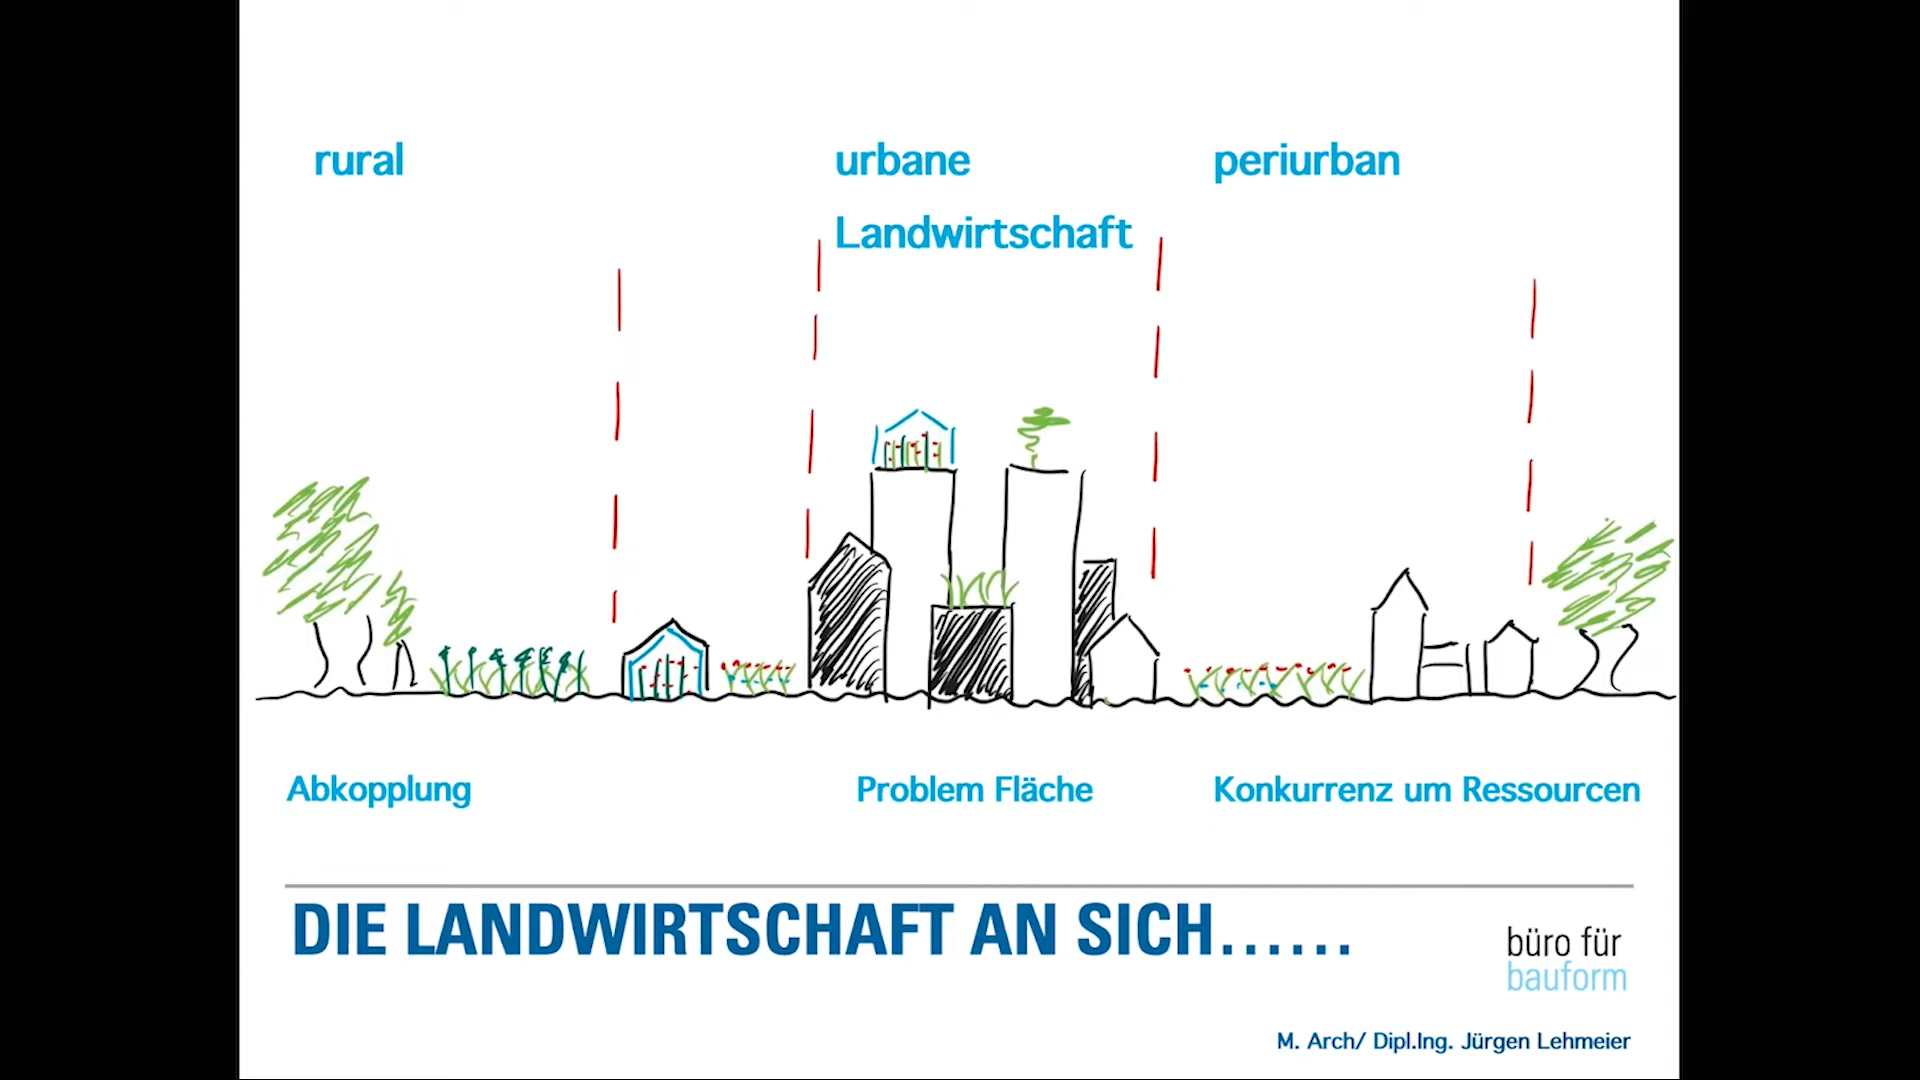 rural
urbane
Landwirtschaft
periurban
Abkopplung
Problem Fläche
Konkurrenz um Ressourcen
DIE LANDWIRTSCHAFT AN SICH......
büro für
bauform
M. Arch/ Dipl.Ing. Jürgen Lehmeier